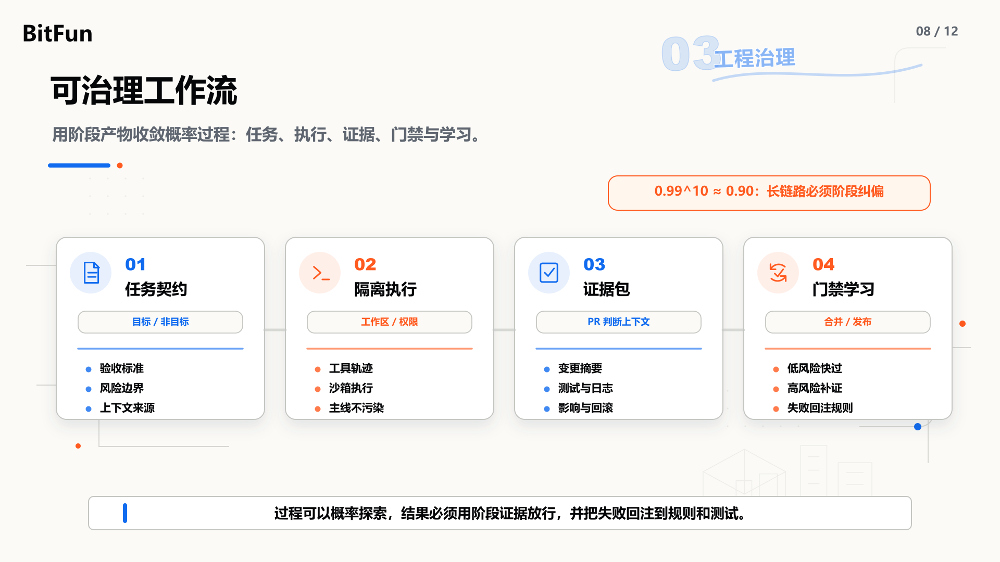 BitFun
08 / 12
03
工程治理
可治理工作流
用阶段产物收敛概率过程：任务、执行、证据、门禁与学习。
0.99^10 ≈ 0.90：长链路必须阶段纠偏
01
任务契约
目标 / 非目标
验收标准
风险边界
上下文来源
02
隔离执行
工作区 / 权限
工具轨迹
沙箱执行
主线不污染
03
证据包
PR 判断上下文
变更摘要
测试与日志
影响与回滚
04
门禁学习
合并 / 发布
低风险快过
高风险补证
失败回注规则
过程可以概率探索，结果必须用阶段证据放行，并把失败回注到规则和测试。